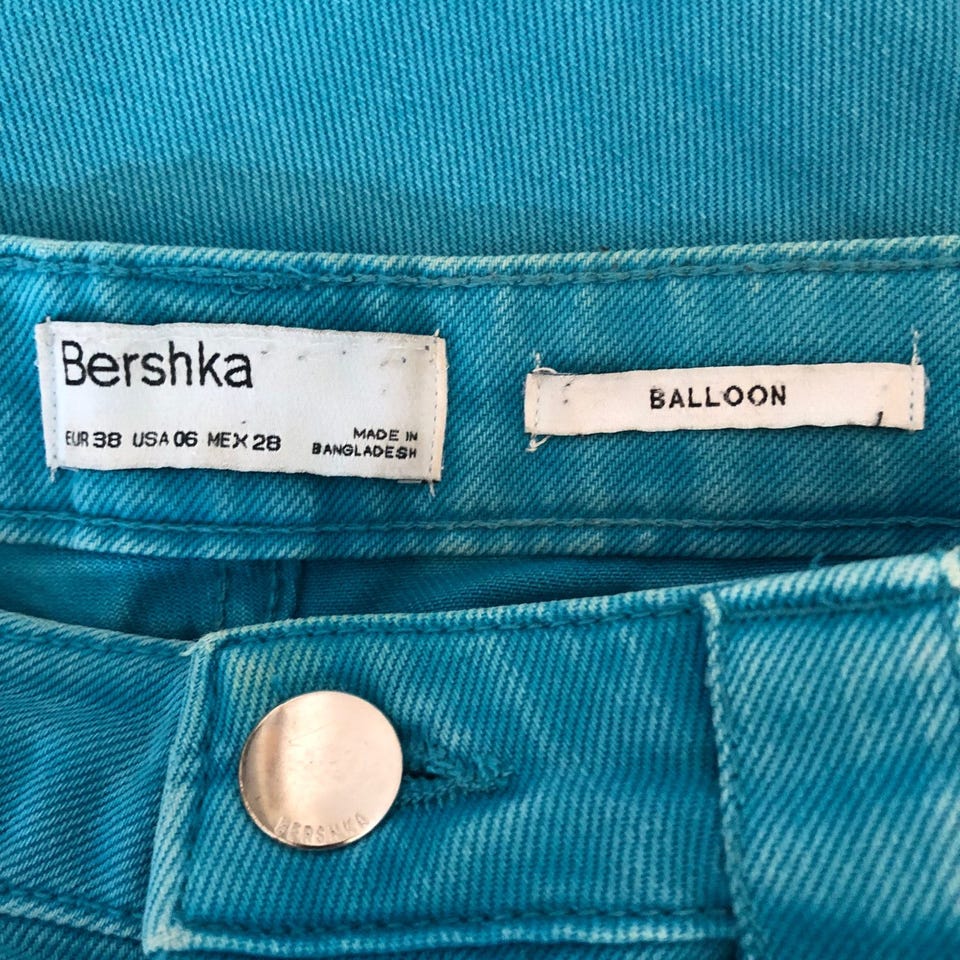 Bershka
EUR 38 USA 06 MEX 28
MADE IN
BANGLADESH
BALLOON
BERSHKA